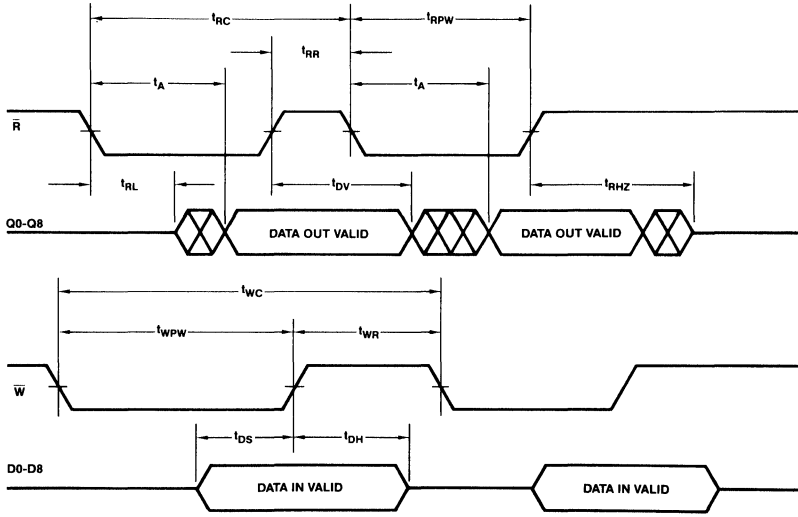 tRC
tRPW
tRR
tA
tA
R̅
tRL
tDV
tRHZ
Q0-Q8
DATA OUT VALID
DATA OUT VALID
tWC
tWPW
tWR
W̅
tDS
tDH
D0-D8
DATA IN VALID
DATA IN VALID